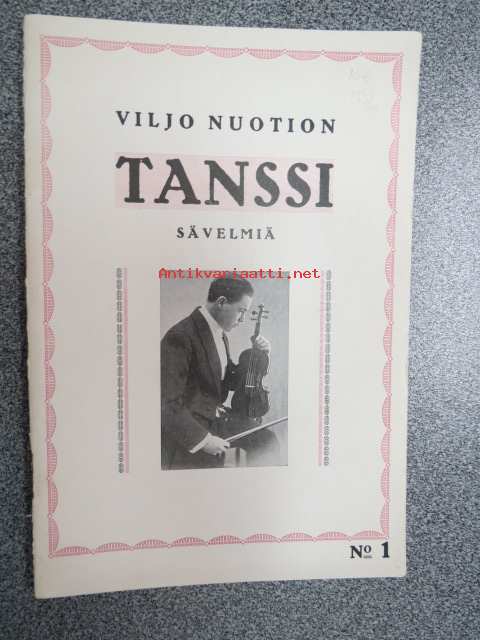 VILJO NUOTION
TANSSI
SÄVELMIÄ
Antikvariaatti.net
No 1